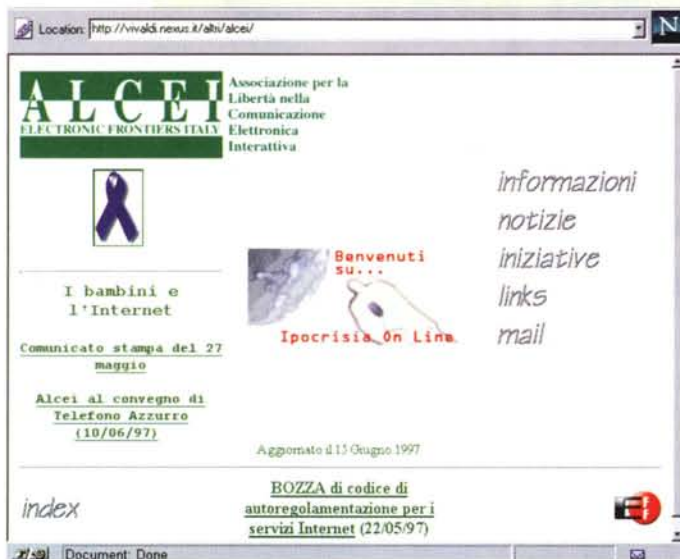 Location: http://vivaldi.nexus.it/altri/alcei/
N
ALCEI
ELECTRONIC FRONTIERS ITALY
Associazione per la
Libertà nella
Comunicazione
Elettronica
Interattiva
informazioni
notizie
iniziative
links
mail
Benvenuti
su...
Ipocrisia On Line
I bambini e
l'Internet
Comunicato stampa del 27
maggio
Alcei al convegno di
Telefono Azzurro
(10/06/97)
Aggiornato il 15 Giugno 1997
index
BOZZA di codice di
autoregolamentazione per i
servizi Internet (22/05/97)
EFF
Document: Done